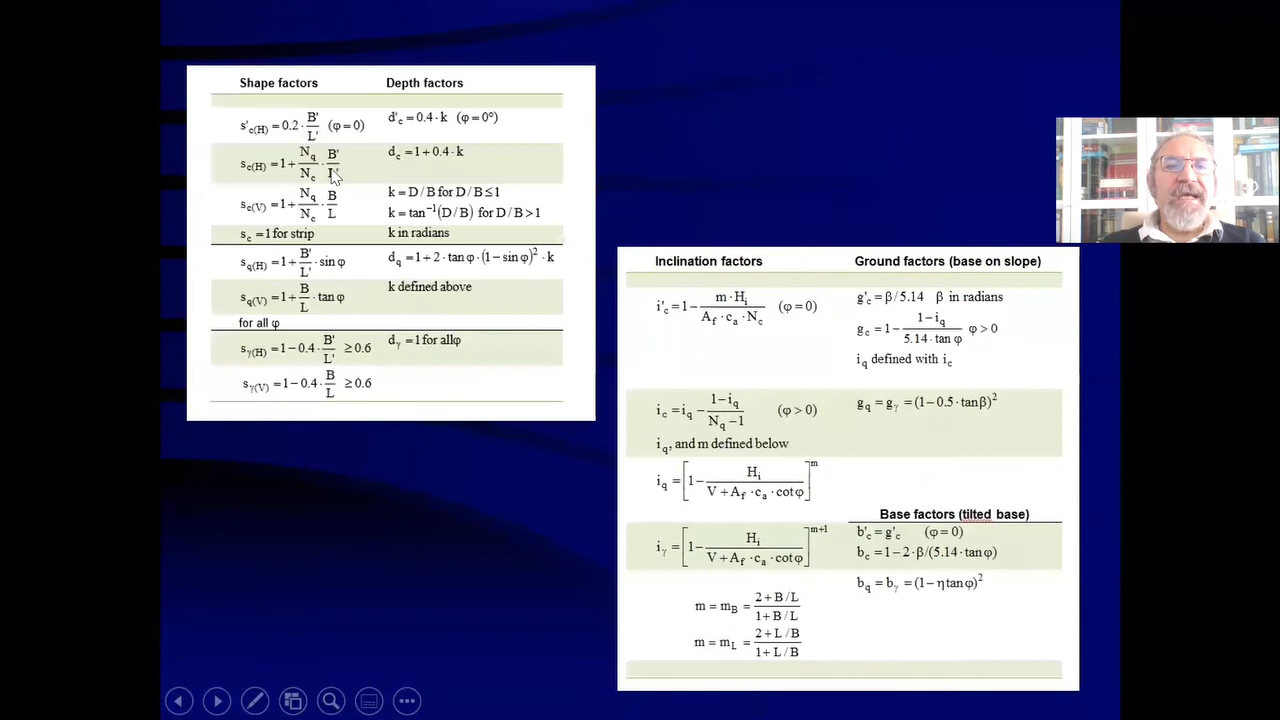 Shape factors Depth factors
s'c(H) = 0.2 · B'/L' (φ = 0) d'c = 0.4 · k (φ = 0°)
sc(H) = 1 + Nq/Nc · B'/ dc = 1 + 0.4 · k
sc(V) = 1 + Nq/Nc · B/L k = D / B for D / B ≤ 1
k = tan⁻¹(D / B) for D / B > 1
sc = 1 for strip k in radians
sq(H) = 1 + B'/L' · sin φ dq = 1 + 2 · tan φ · (1 − sin φ)² · k
sq(V) = 1 + B/L · tan φ k defined above
for all φ
sγ(H) = 1 − 0.4 · B'/L' ≥ 0.6 dγ = 1 for all φ
sγ(V) = 1 − 0.4 · B/L ≥ 0.6
Inclination factors Ground factors (base on slope)
i'c = 1 − m · Hi / Af · ca · Nc (φ = 0) g'c = β / 5.14 β in radians
gc = 1 − 1 − iq / 5.14 · tan φ φ > 0
iq defined with ic
ic = iq − 1 − iq / Nq − 1 (φ > 0) gq = gγ = (1 − 0.5 · tan β)²
iq, and m defined below
iq = [1 − Hi / V + Af · ca · cot φ]^m
Base factors (tilted base)
b'c = g'c (φ = 0)
iγ = [1 − Hi / V + Af · ca · cot φ]^m+1 bc = 1 − 2 · β / (5.14 · tan φ)
bq = bγ = (1 − η tan φ)²
m = mB = 2 + B / L / 1 + B / L
m = mL = 2 + L / B / 1 + L / B